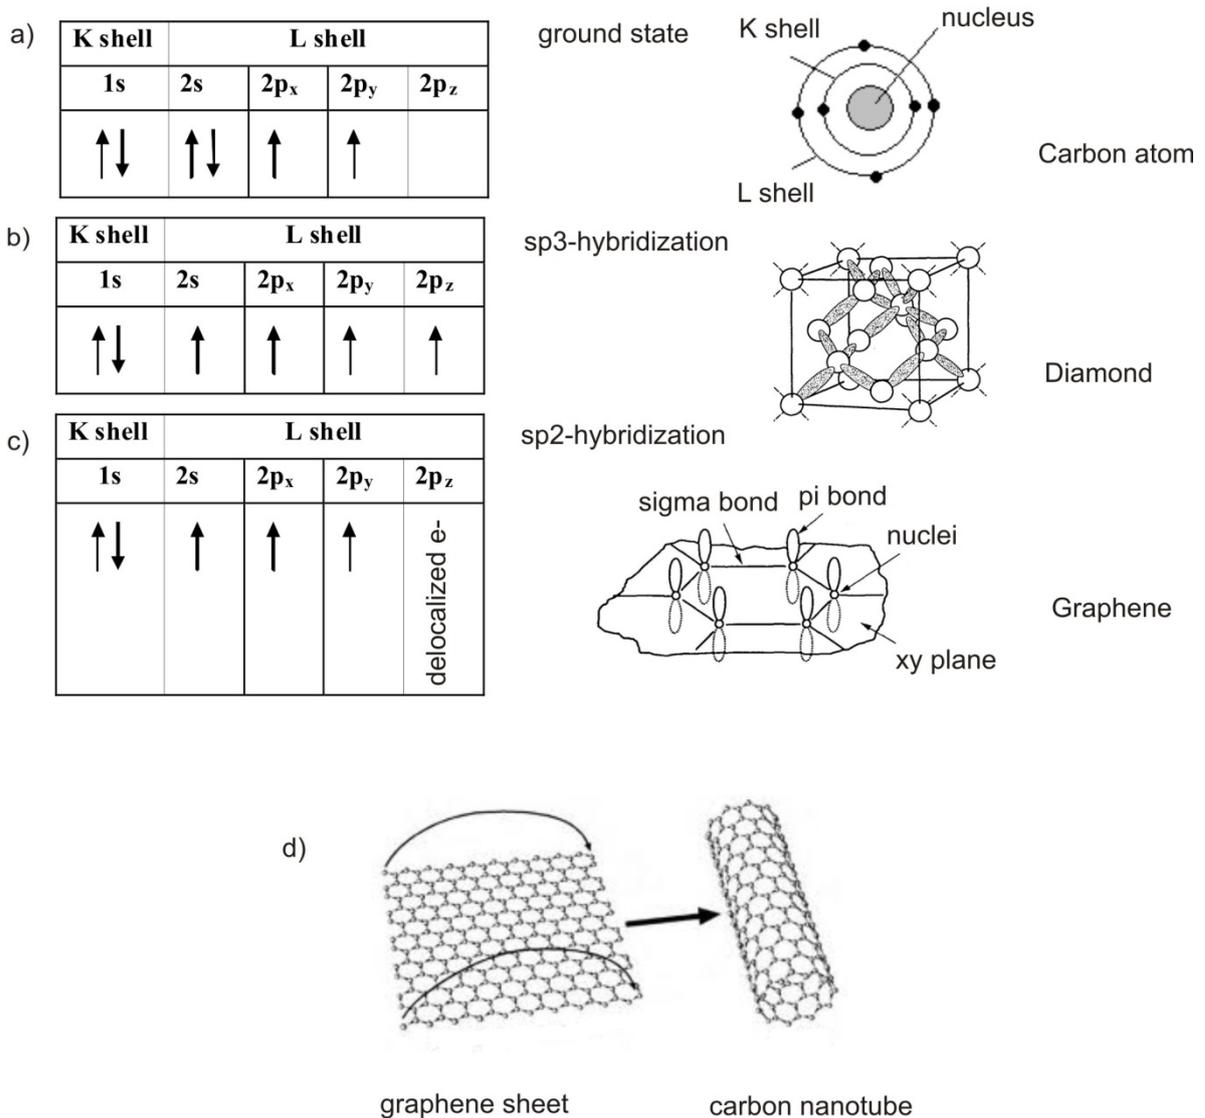 a)
K shell L shell
1s 2s 2px 2py 2pz
ground state
K shell
nucleus
L shell
Carbon atom
b)
K shell L shell
1s 2s 2px 2py 2pz
sp3-hybridization
Diamond
c)
K shell L shell
1s 2s 2px 2py 2pz
delocalized e-
sp2-hybridization
sigma bond
pi bond
nuclei
xy plane
Graphene
d)
graphene sheet
carbon nanotube